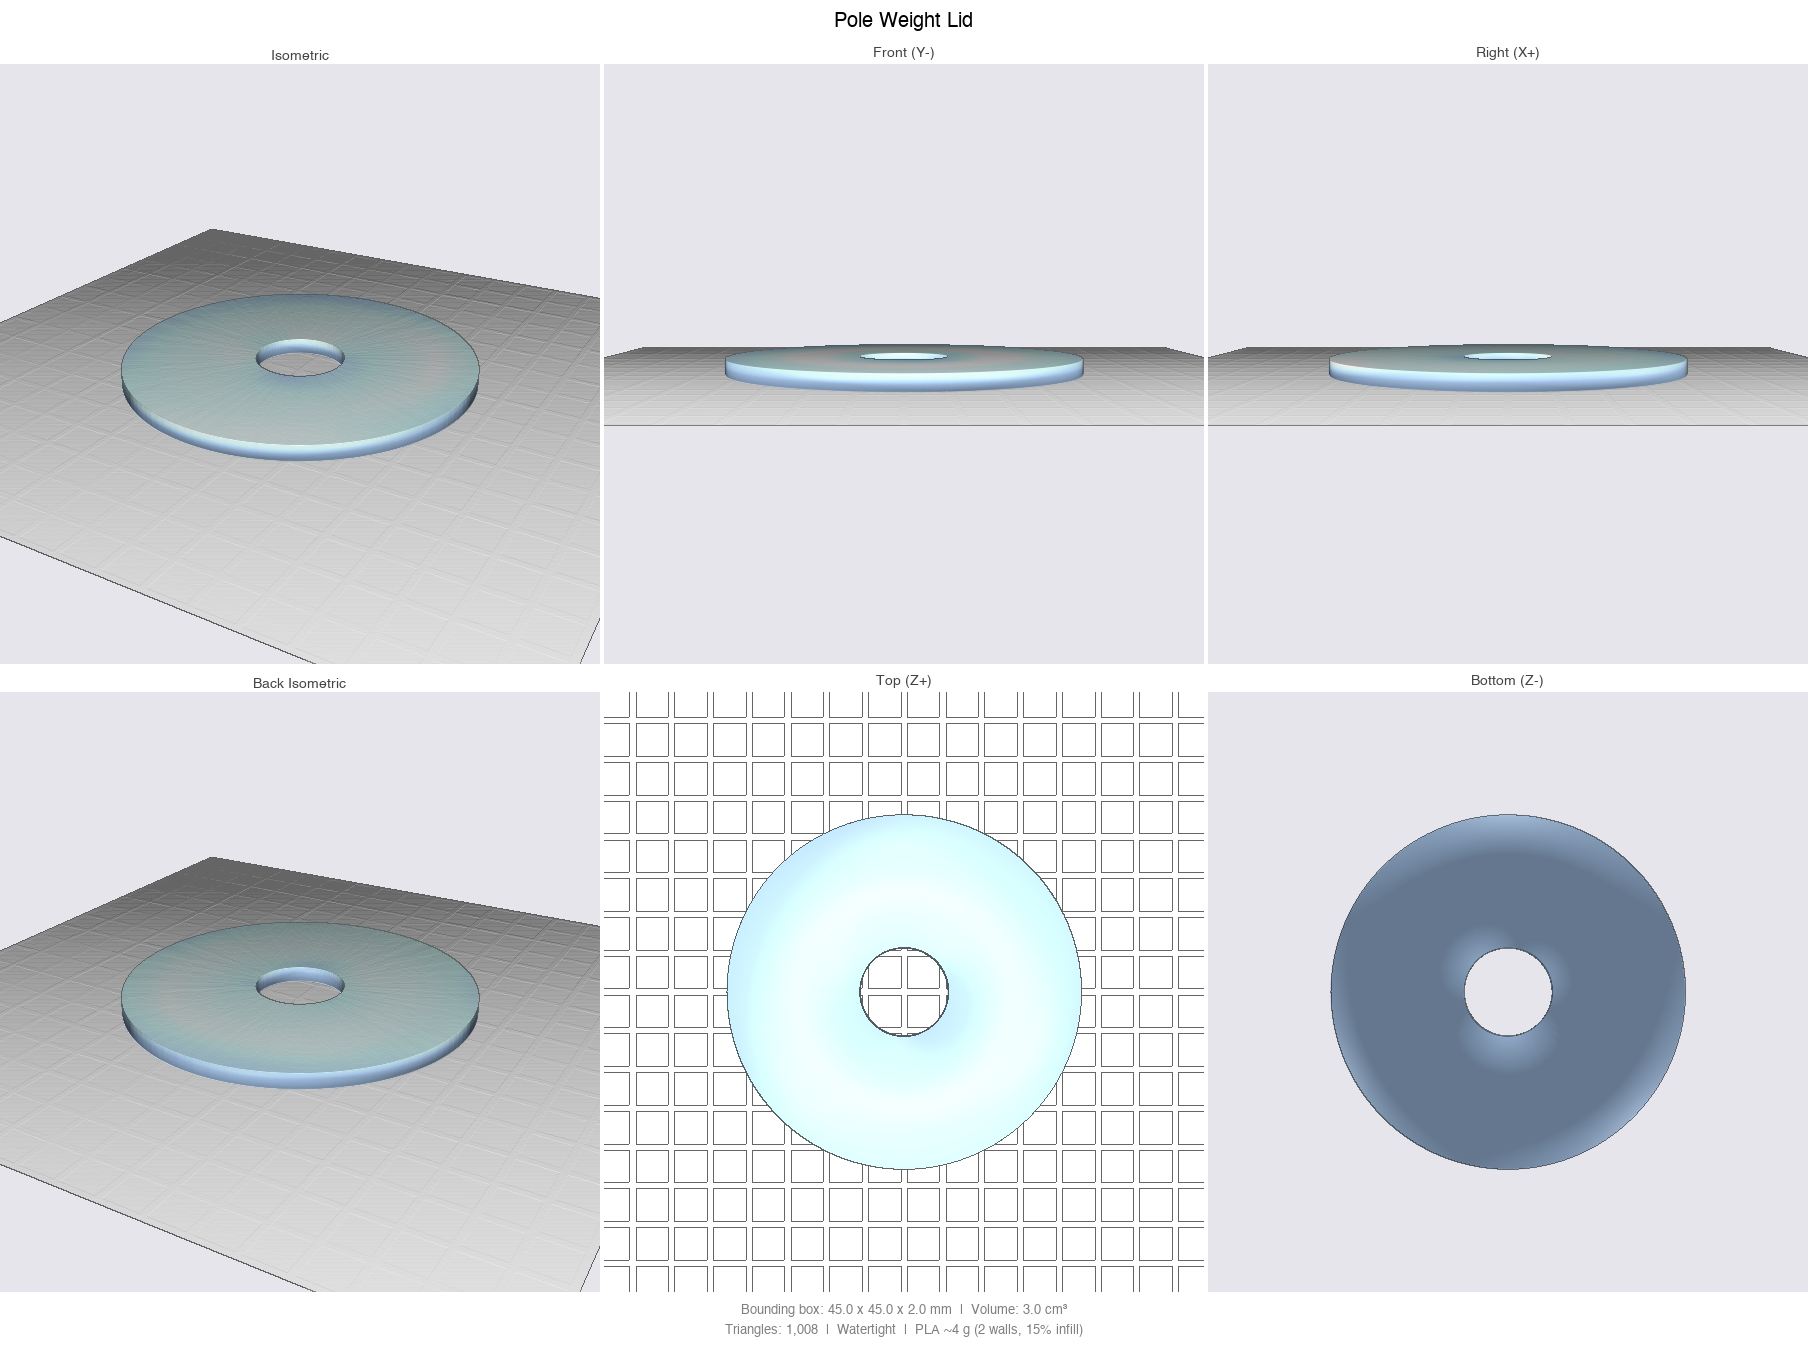 Pole Weight Lid
Isometric
Front (Y-)
Right (X+)
Back Isometric
Top (Z+)
Bottom (Z-)
Bounding box: 45.0 x 45.0 x 2.0 mm | Volume: 3.0 cm³
Triangles: 1,008 | Watertight | PLA ~4 g (2 walls, 15% infill)